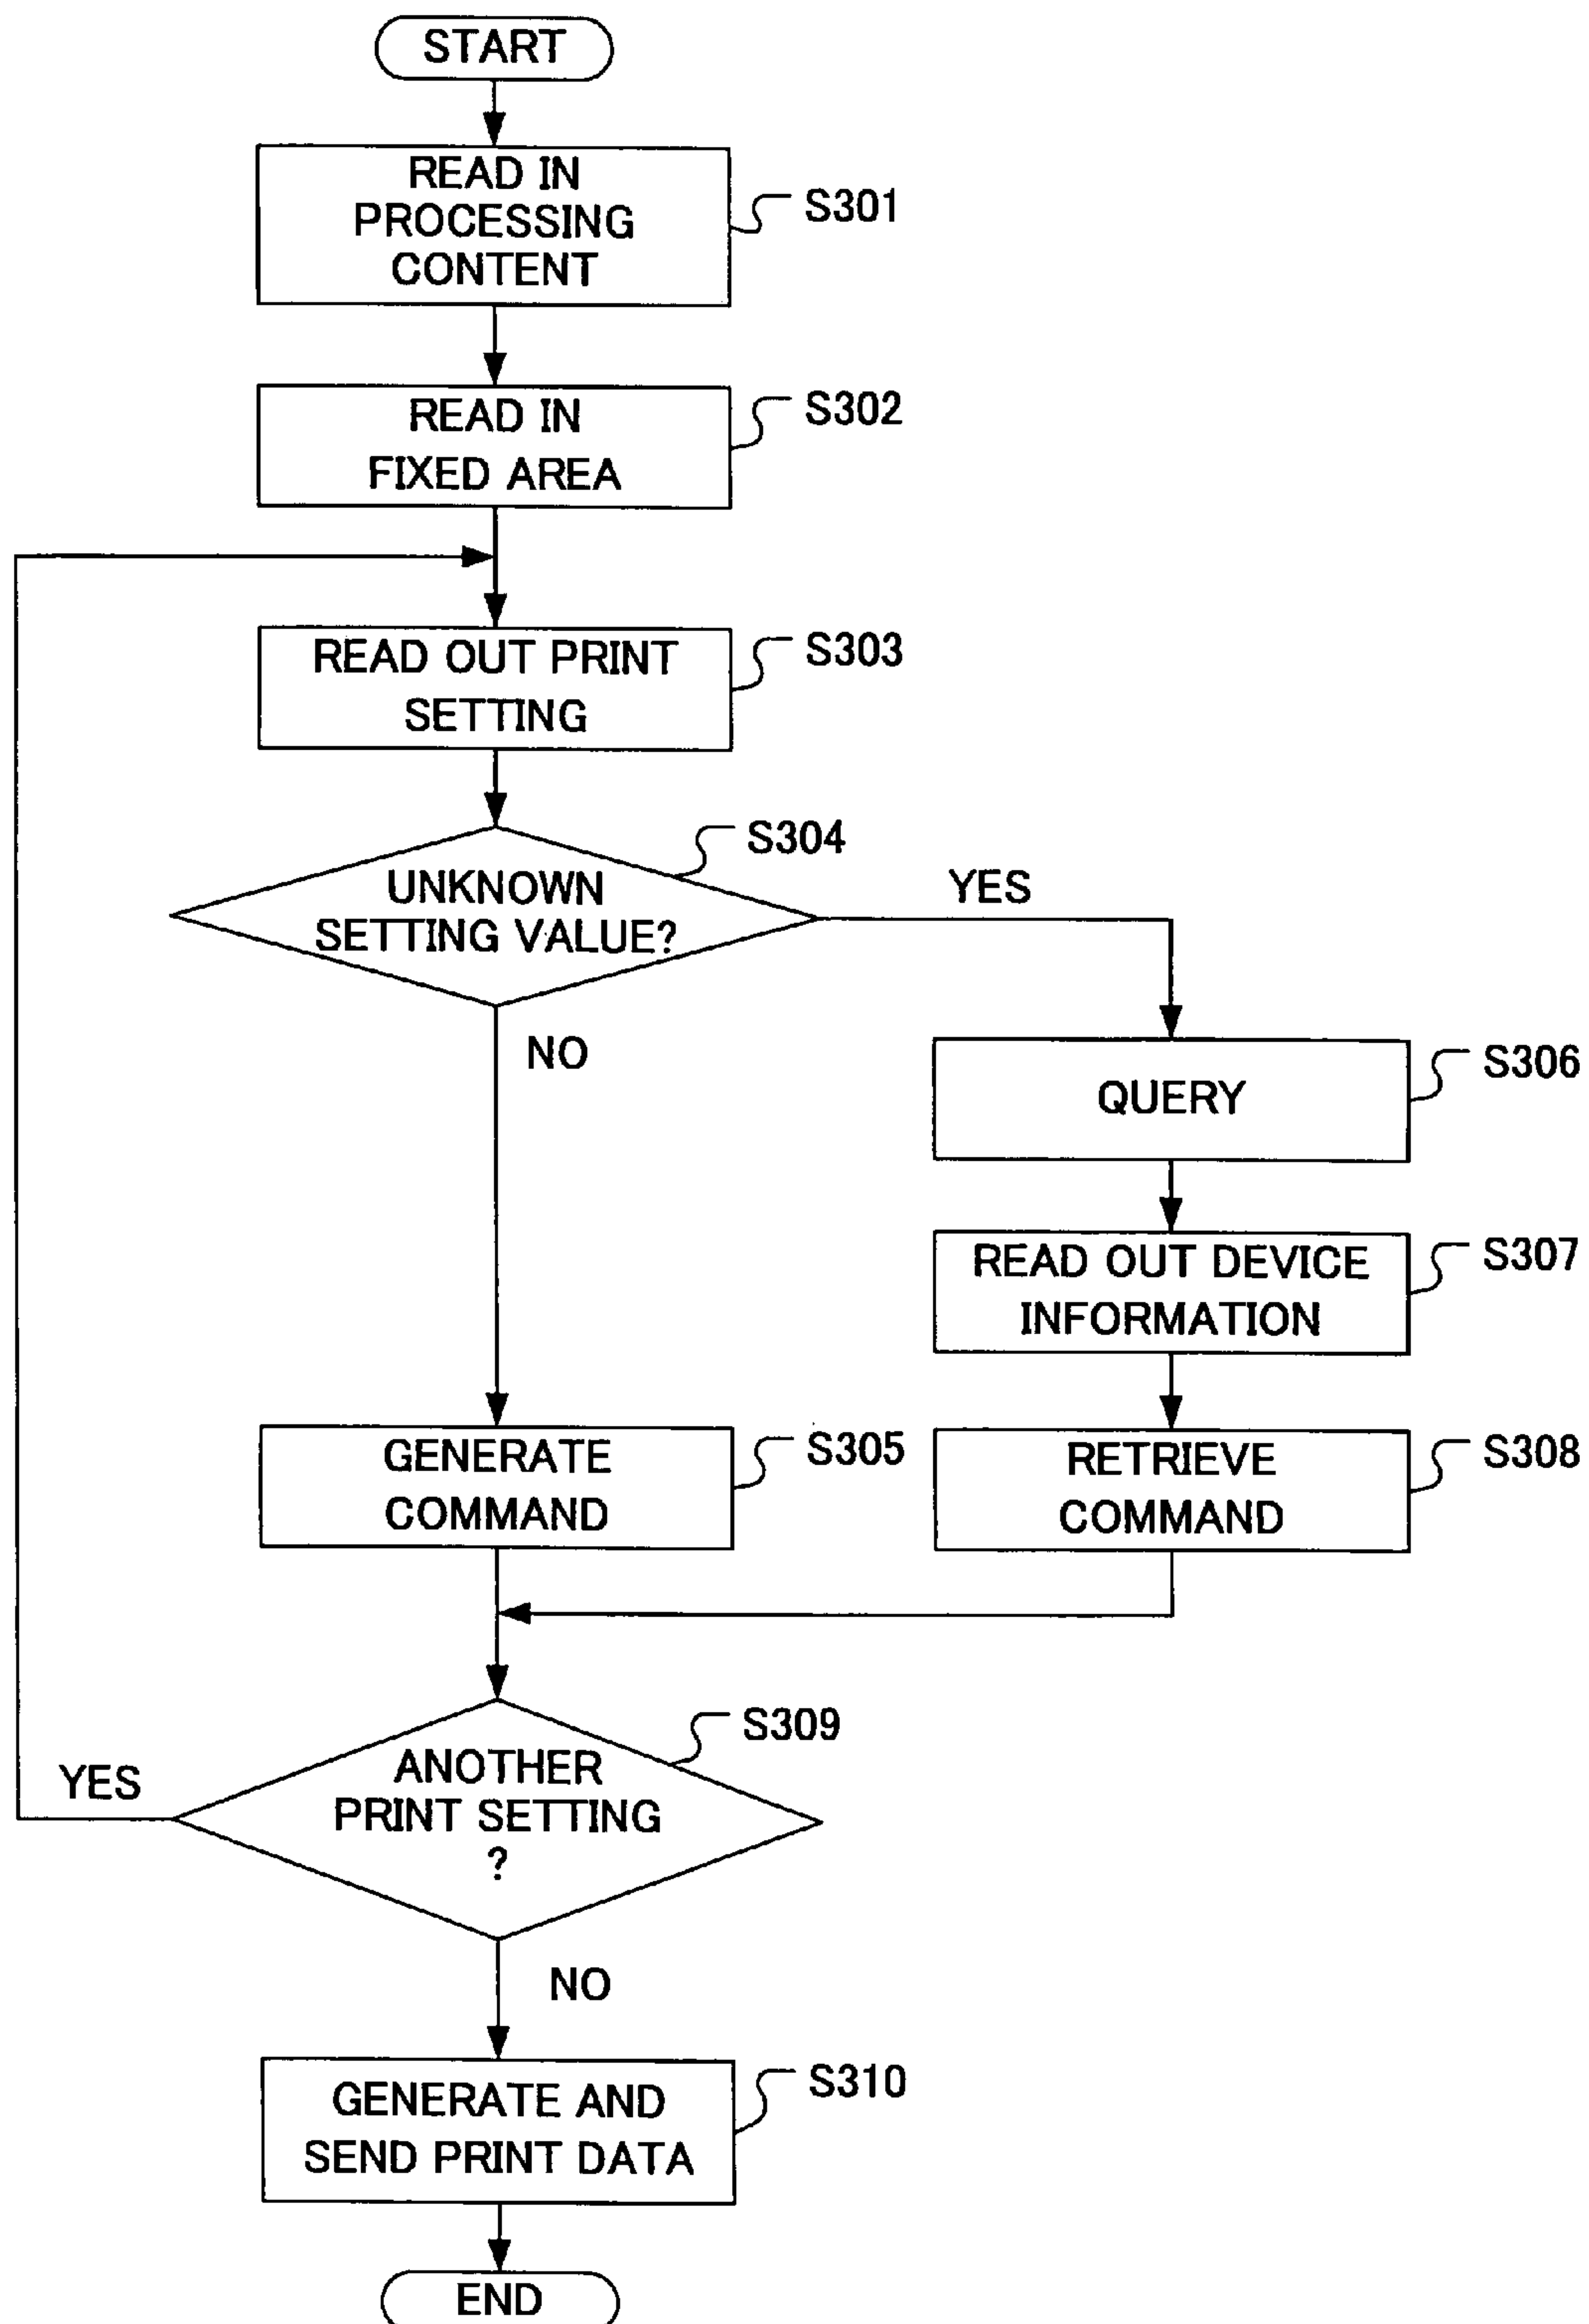 START
READ IN
PROCESSING
CONTENT
S301
READ IN
FIXED AREA
S302
READ OUT PRINT
SETTING
S303
UNKNOWN
SETTING VALUE?
S304
YES
NO
QUERY
S306
READ OUT DEVICE
INFORMATION
S307
GENERATE
COMMAND
S305
RETRIEVE
COMMAND
S308
ANOTHER
PRINT SETTING
?
S309
YES
NO
GENERATE AND
SEND PRINT DATA
S310
END